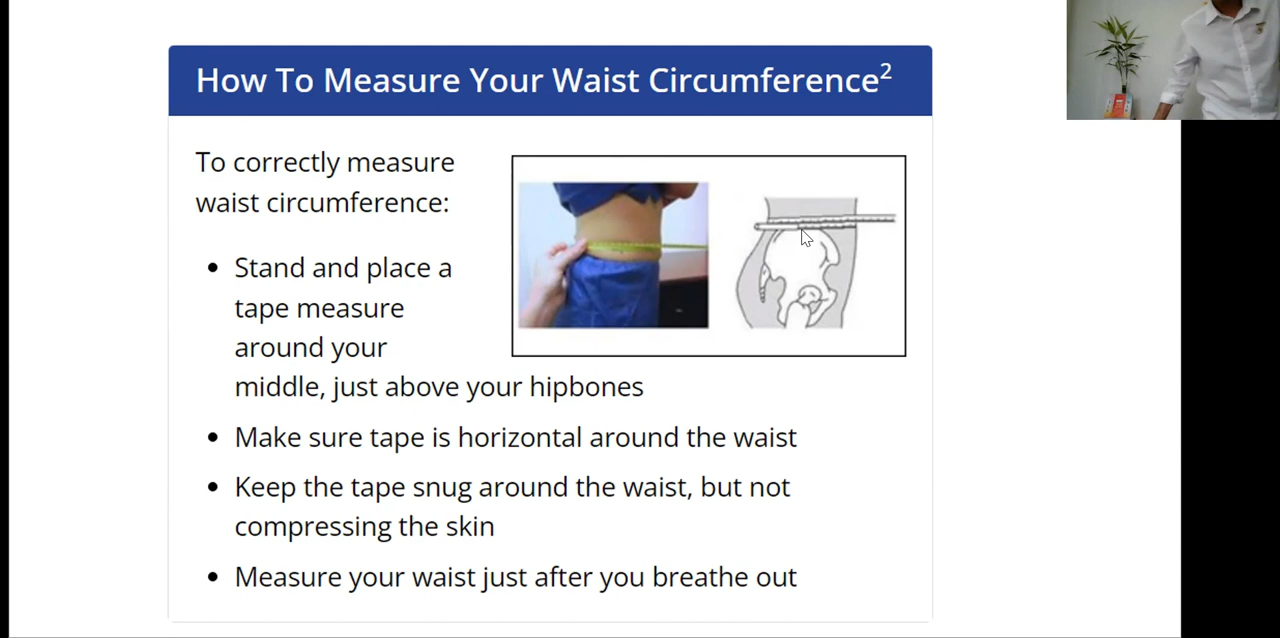 How To Measure Your Waist Circumference2
To correctly measure
waist circumference:
• Stand and place a
tape measure
around your
middle, just above your hipbones
• Make sure tape is horizontal around the waist
• Keep the tape snug around the waist, but not
compressing the skin
• Measure your waist just after you breathe out